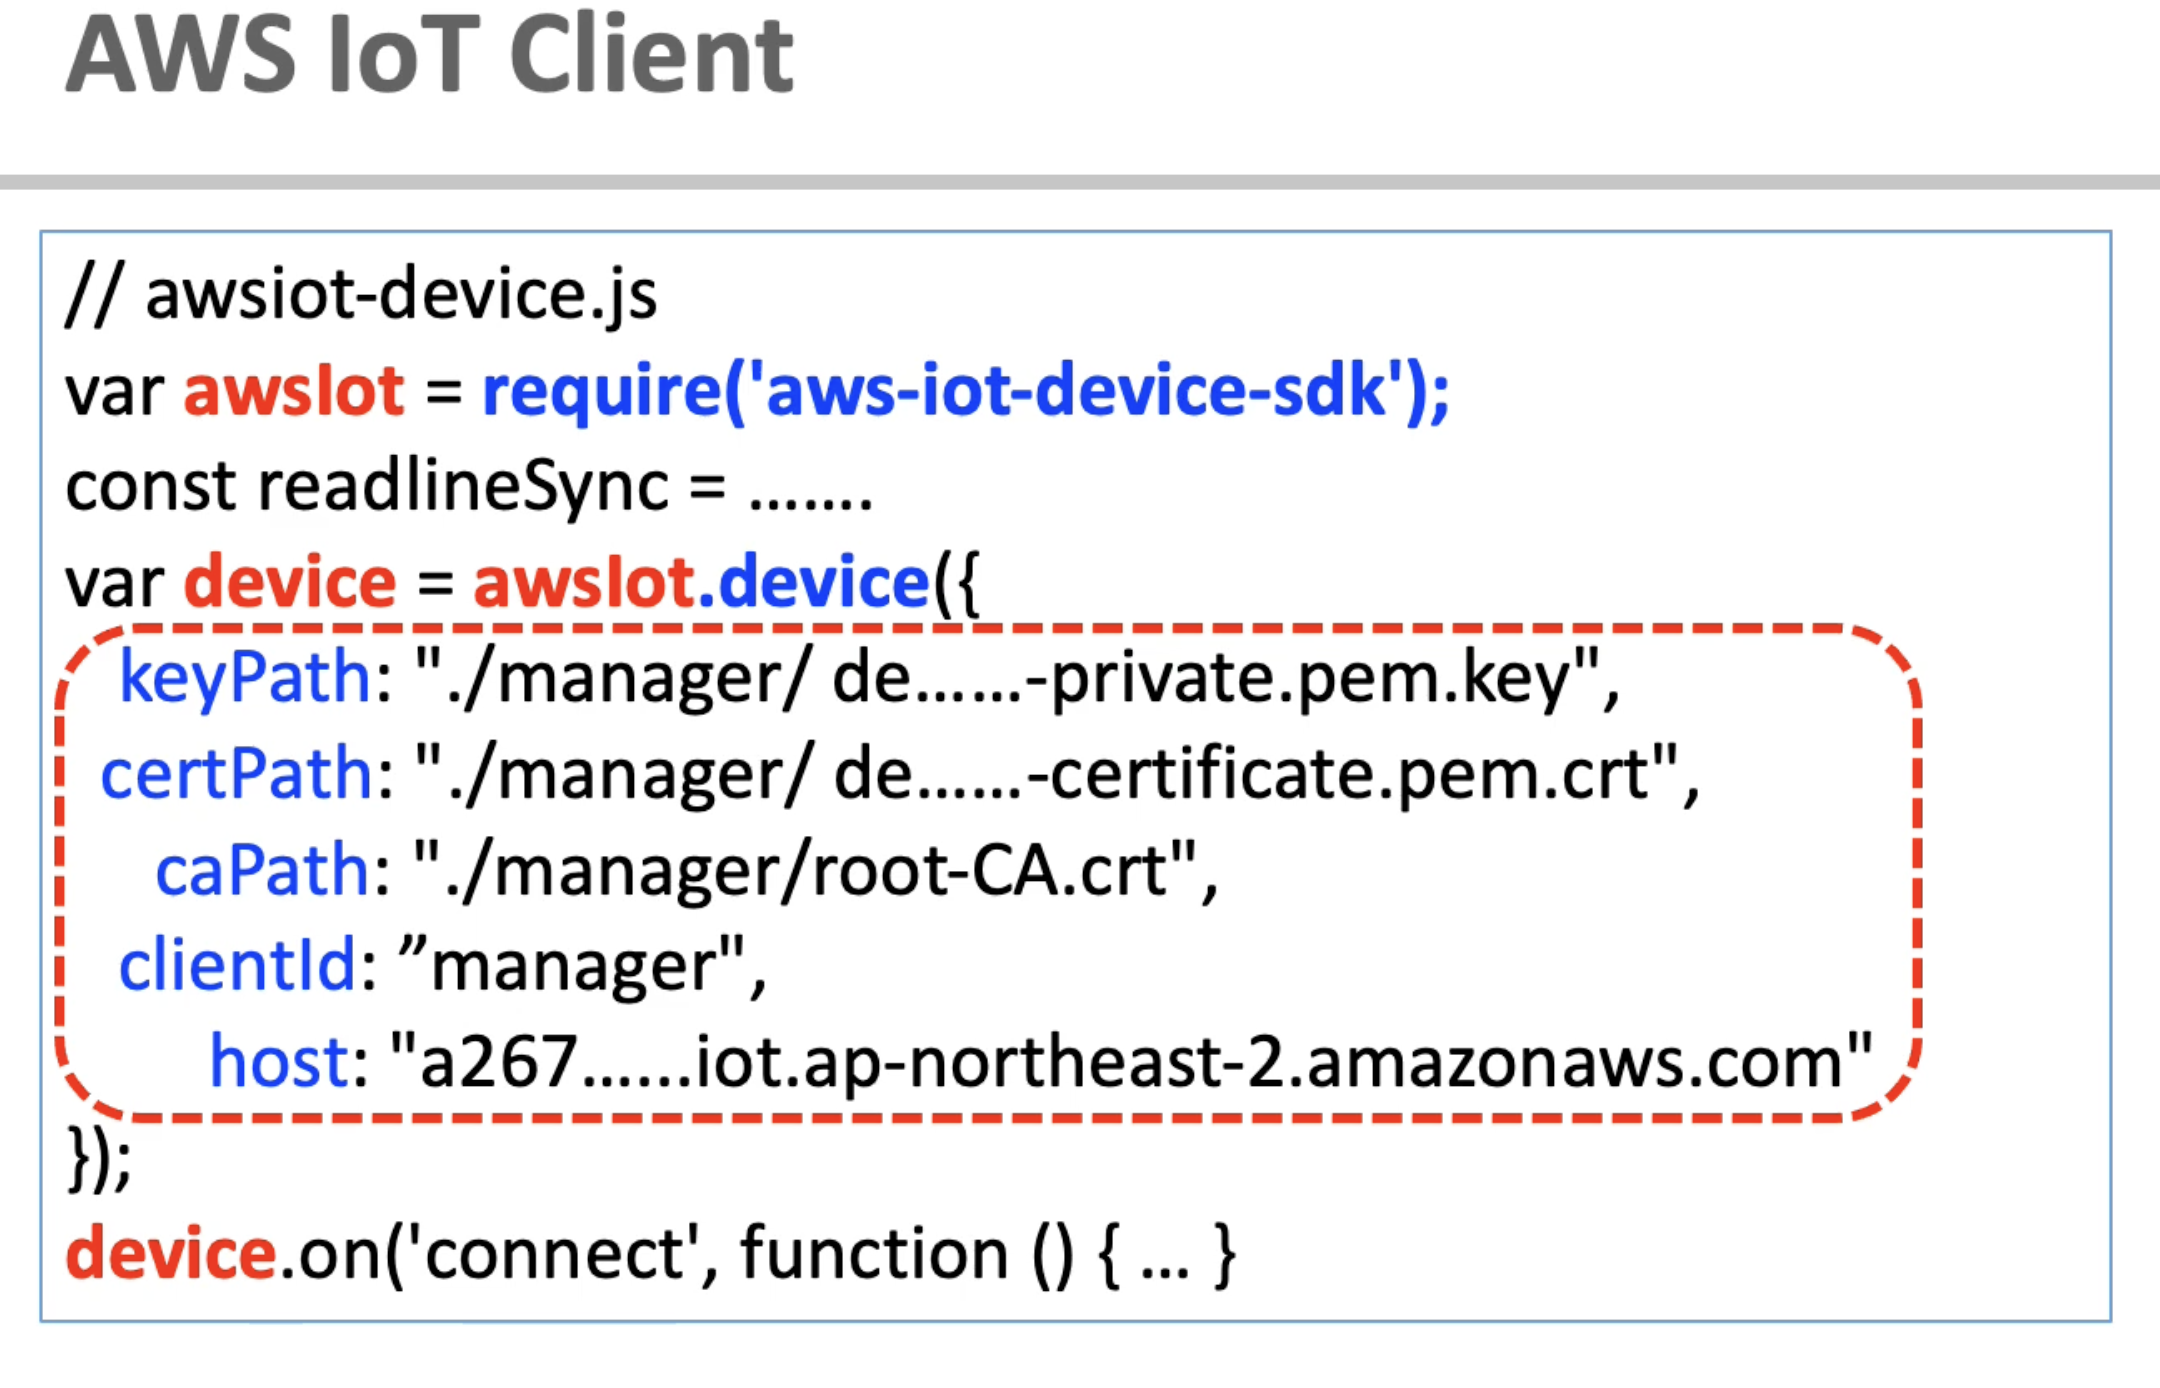 AWS IoT Client
// awsiot-device.js
var awsIot = require('aws-iot-device-sdk');
const readlineSync = .......
var device = awsIot.device({
keyPath: "./manager/ de......-private.pem.key",
certPath: "./manager/ de......-certificate.pem.crt",
caPath: "./manager/root-CA.crt",
clientId: ”manager",
host: "a267......iot.ap-northeast-2.amazonaws.com"
});
device.on('connect', function () { ... }